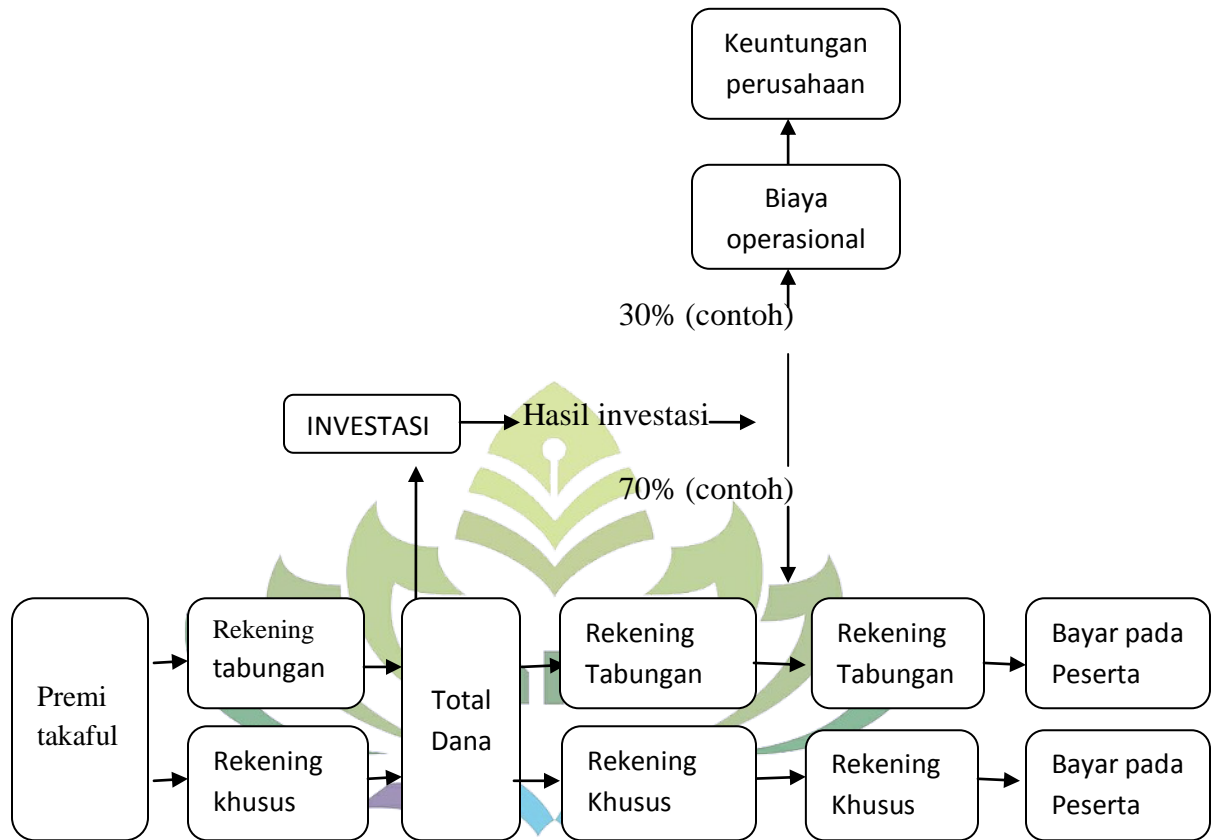 Keuntungan
perusahaan
Biaya
operasional
30% (contoh)
INVESTASI
Hasil investasi
70% (contoh)
Premi
takaful
Rekening
tabungan
Rekening
khusus
Total
Dana
Rekening
Tabungan
Rekening
Khusus
Rekening
Tabungan
Rekening
Khusus
Bayar pada
Peserta
Bayar pada
Peserta